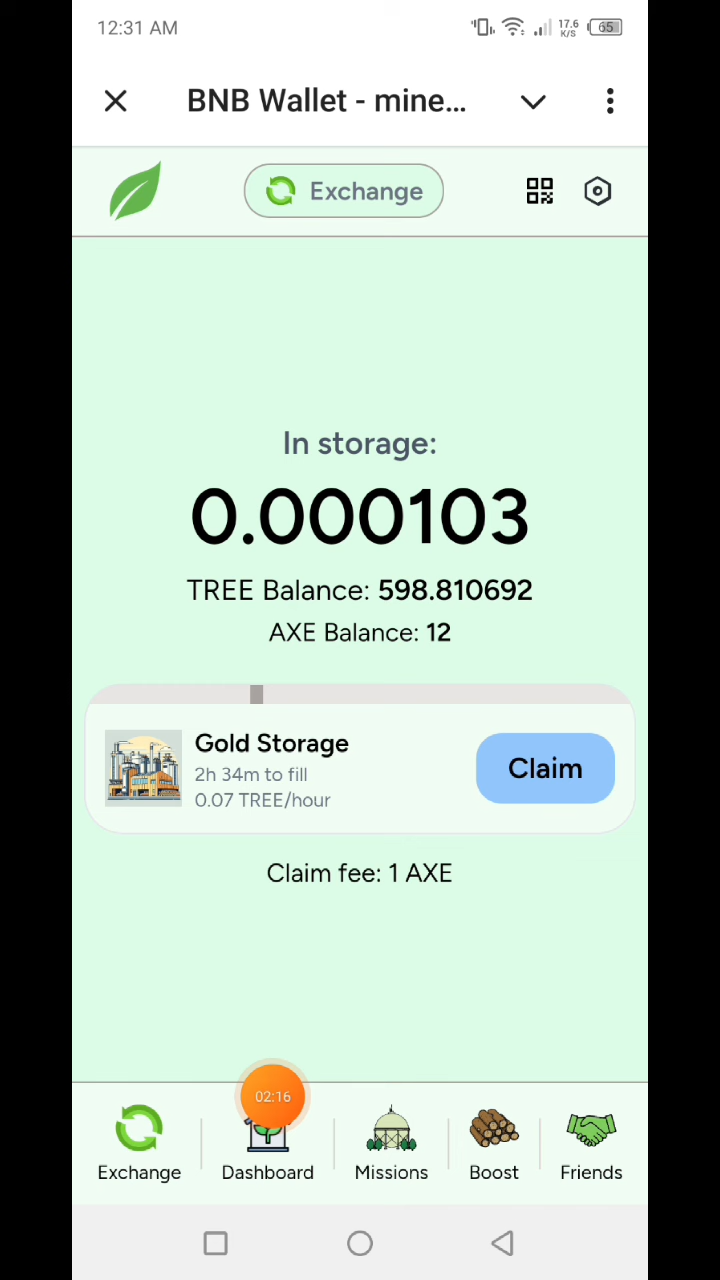 12:31 AM
17.6
K/S
65
BNB Wallet - mine...
Exchange
In storage:
0.000103
TREE Balance: 598.810692
AXE Balance: 12
Gold Storage
2h 34m to fill
0.07 TREE/hour
Claim
Claim fee: 1 AXE
02:16
Exchange
Dashboard
Missions
Boost
Friends